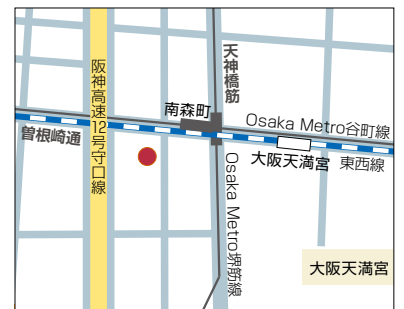 天神橋筋
阪神高速12号守口線
南森町
Osaka Metro谷町線
曽根崎通
大阪天満宮
東西線
Osaka Metro堺筋線
大阪天満宮